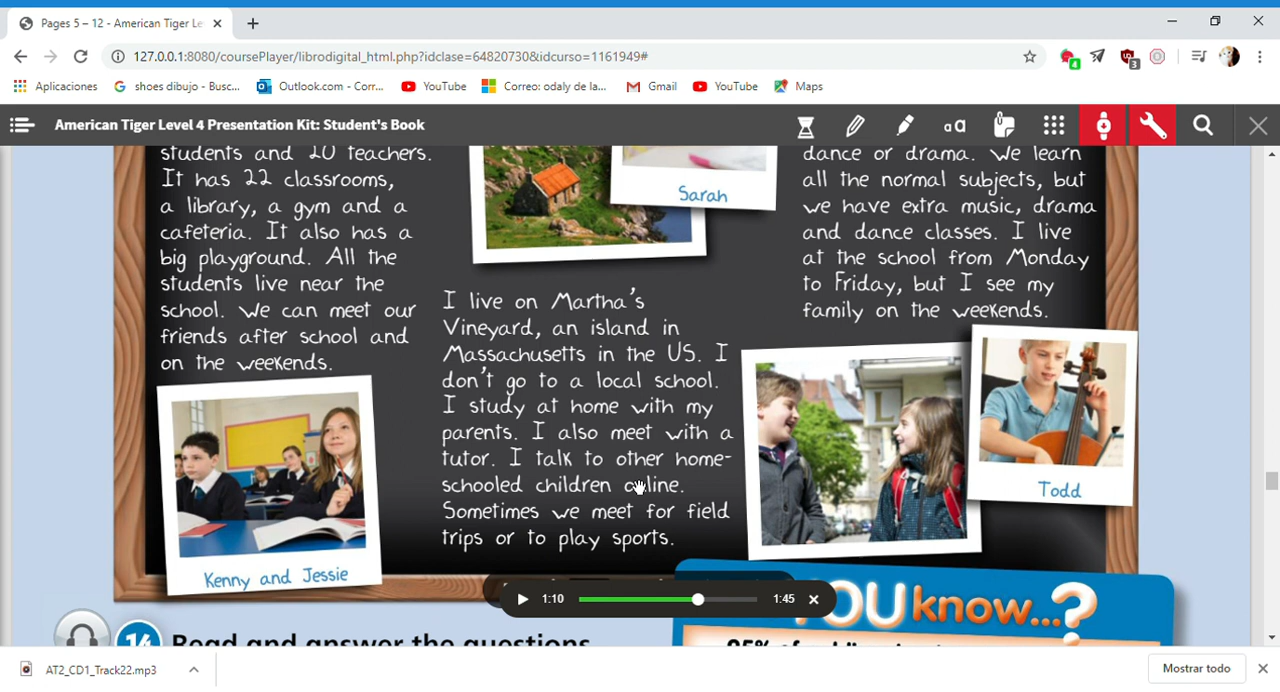 Pages 5 – 12 - American Tiger Le
127.0.0.1:8080/coursePlayer/librodigital_html.php?idclase=64820730&idcurso=1161949#
4
3
Aplicaciones
shoes dibujo - Busc...
Outlook.com - Corr...
YouTube
Correo: odaly de la...
Gmail
YouTube
Maps
American Tiger Level 4 Presentation Kit: Student's Book
aa
students and 20 teachers.
It has 22 classrooms,
a library, a gym and a
cafeteria. It also has a
big playground. All the
students live near the
school. We can meet our
friends after school and
on the weekends.
Kenny and Jessie
Sarah
I live on Martha's
Vineyard, an island in
Massachusetts in the US. I
don't go to a local school.
I study at home with my
parents. I also meet with a
tutor. I talk to other home-
schooled children online.
Sometimes we meet for field
trips or to play sports.
dance or drama. We learn
all the normal subjects, but
we have extra music, drama
and dance classes. I live
at the school from Monday
to Friday, but I see my
family on the weekends.
Todd
1:10
1:45
YOU know...?
14
Read and answer the questions
AT2_CD1_Track22.mp3
Mostrar todo